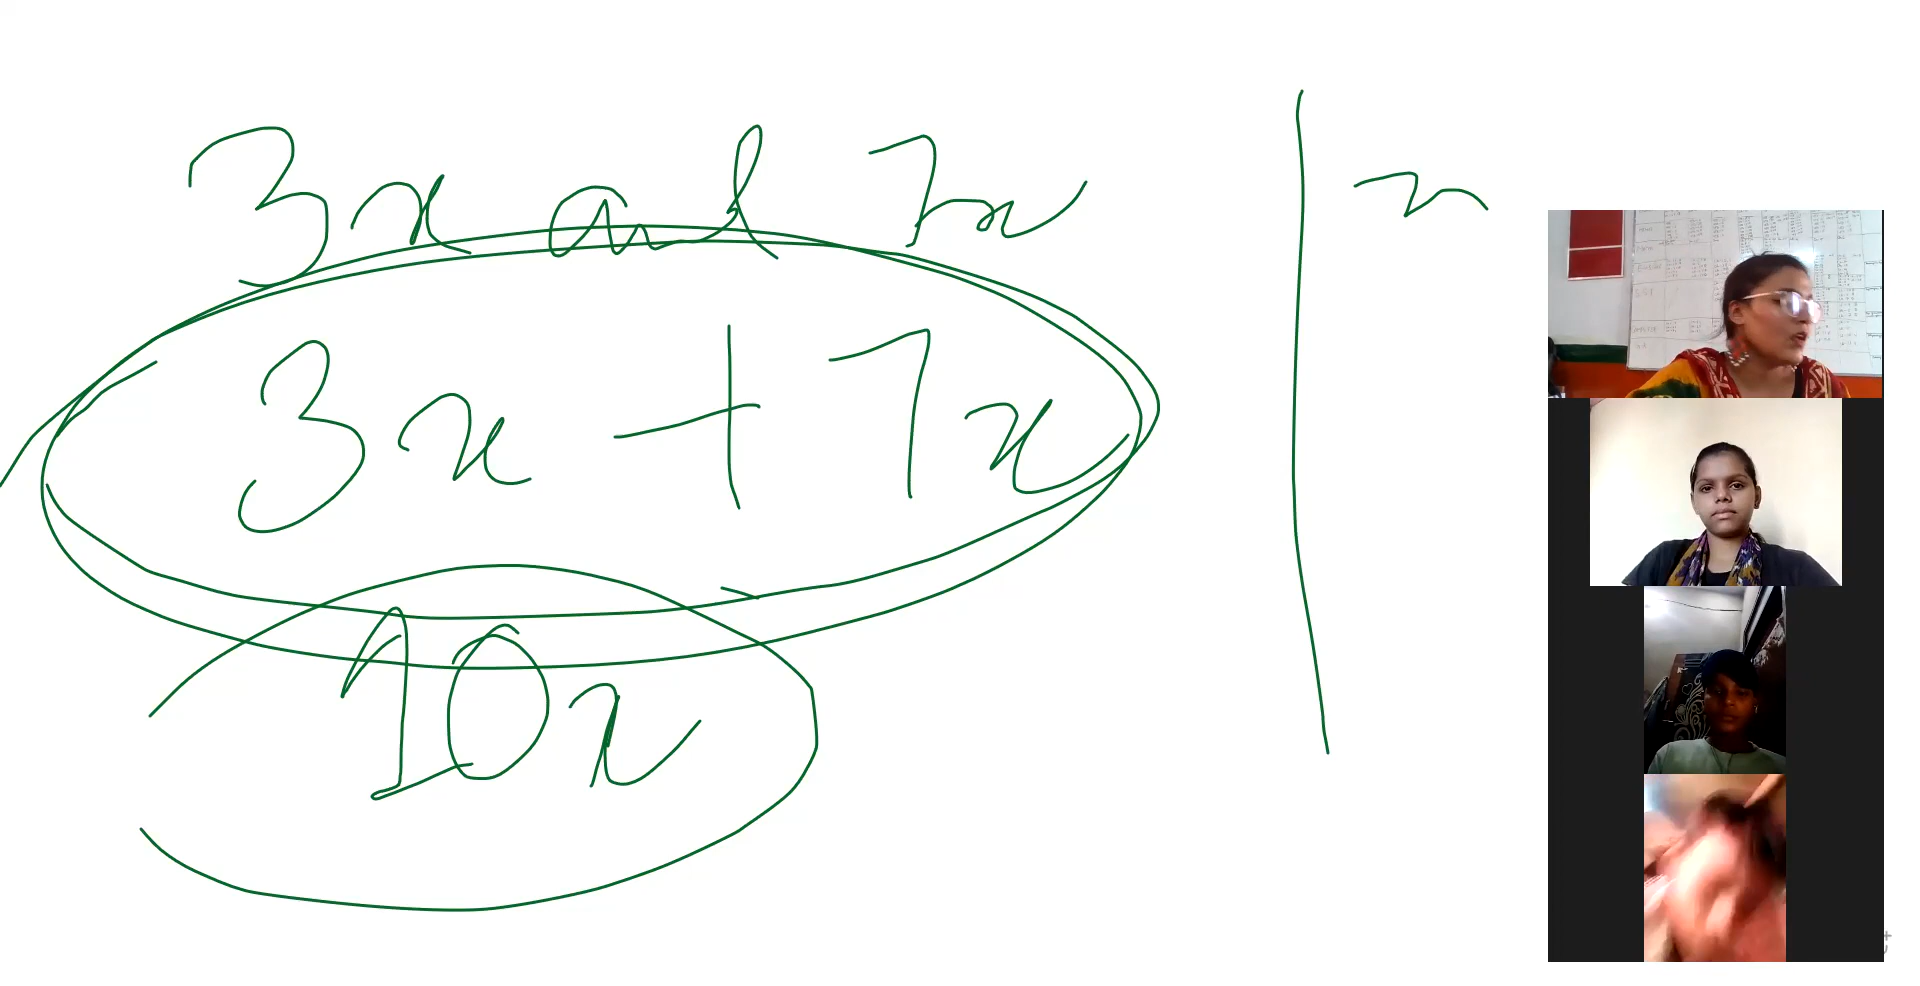 3x and 7x
3x + 7x
10x